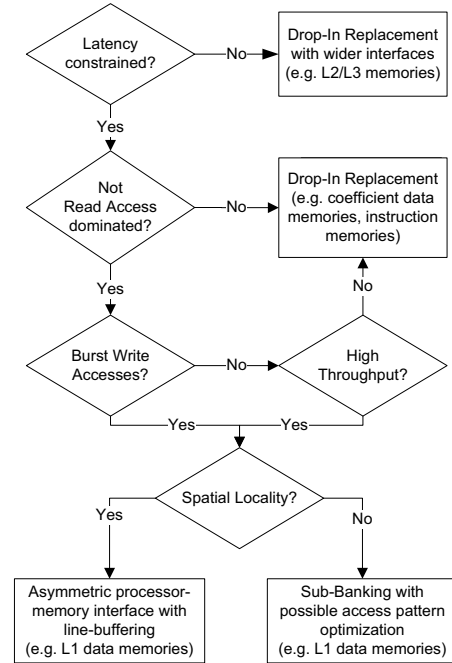 Latency
constrained?
No
Drop-In Replacement
with wider interfaces
(e.g. L2/L3 memories)
Yes
Not
Read Access
dominated?
No
Drop-In Replacement
(e.g. coefficient data
memories, instruction
memories)
Yes
No
Burst Write
Accesses?
No
High
Throughput?
Yes
Yes
Spatial Locality?
Yes
No
Asymmetric processor-
memory interface with
line-buffering
(e.g. L1 data memories)
Sub-Banking with
possible access pattern
optimization
(e.g. L1 data memories)